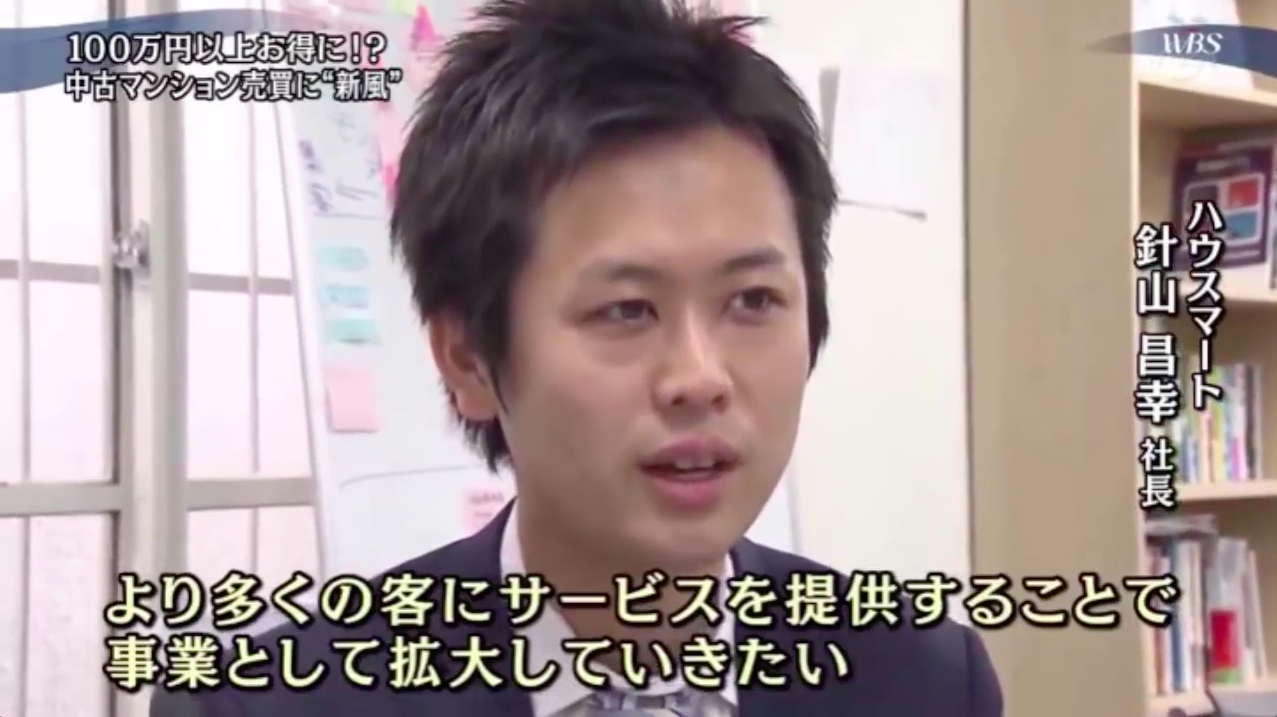 100万円以上お得に!?
中古マンション売買に“新風”
WBS
ハウスマート
針山 昌幸 社長
より多くの客にサービスを提供することで
事業として拡大していきたい